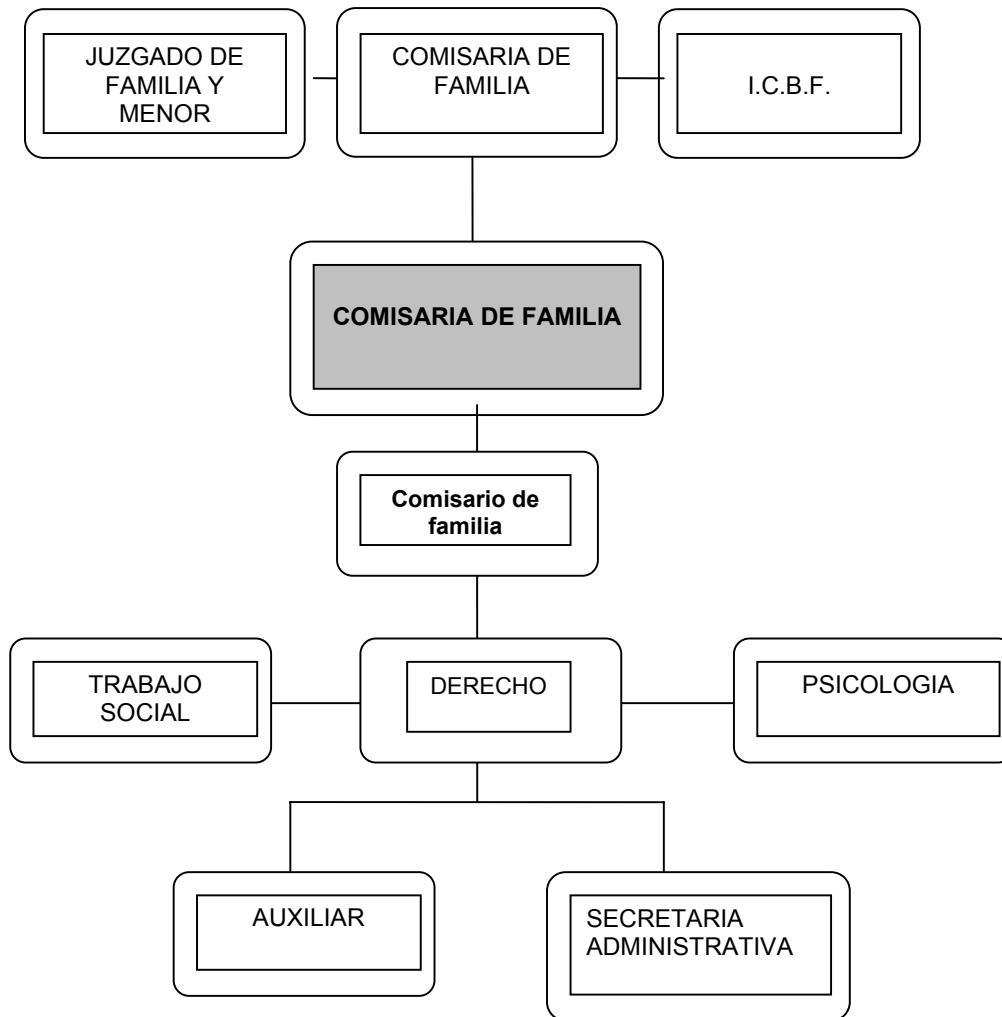 JUZGADO DE
FAMILIA Y
MENOR
COMISARIA DE
FAMILIA
I.C.B.F.
COMISARIA DE FAMILIA
Comisario de
familia
TRABAJO
SOCIAL
DERECHO
PSICOLOGIA
AUXILIAR
SECRETARIA
ADMINISTRATIVA